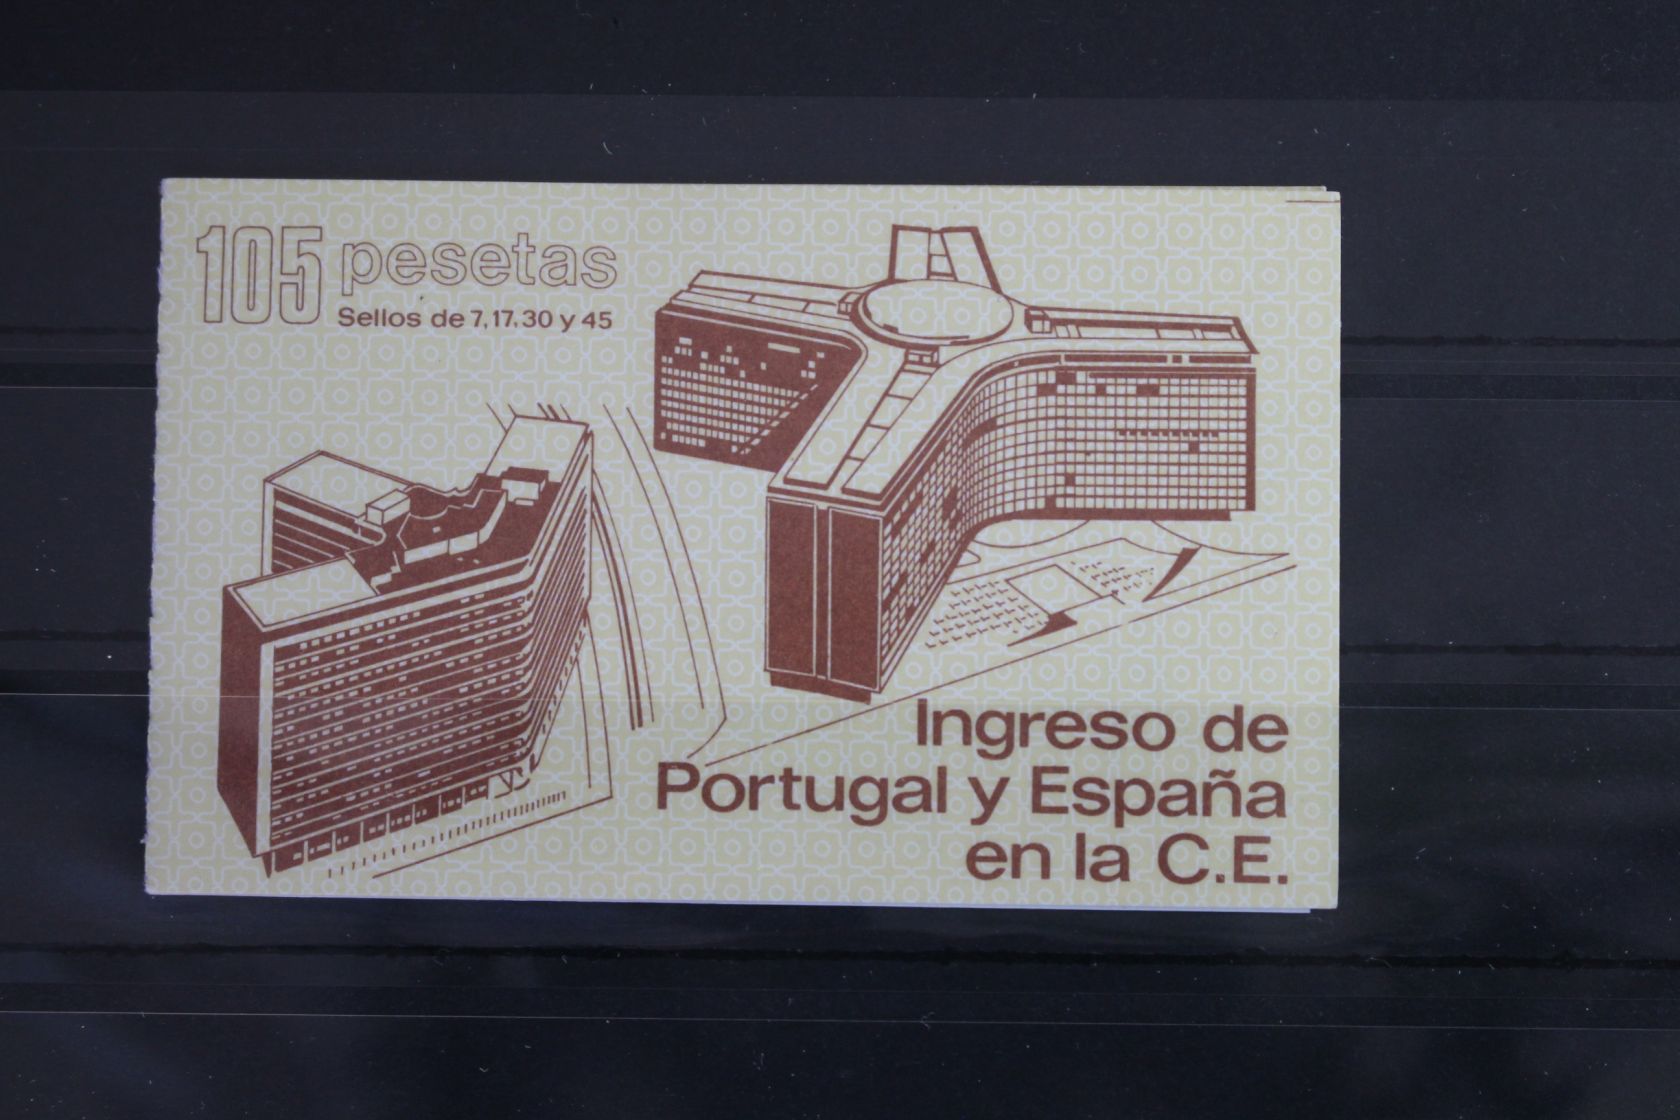 105 pesetas
Sellos de 7, 17, 30 y 45
Ingreso de
Portugal y España
en la C.E.